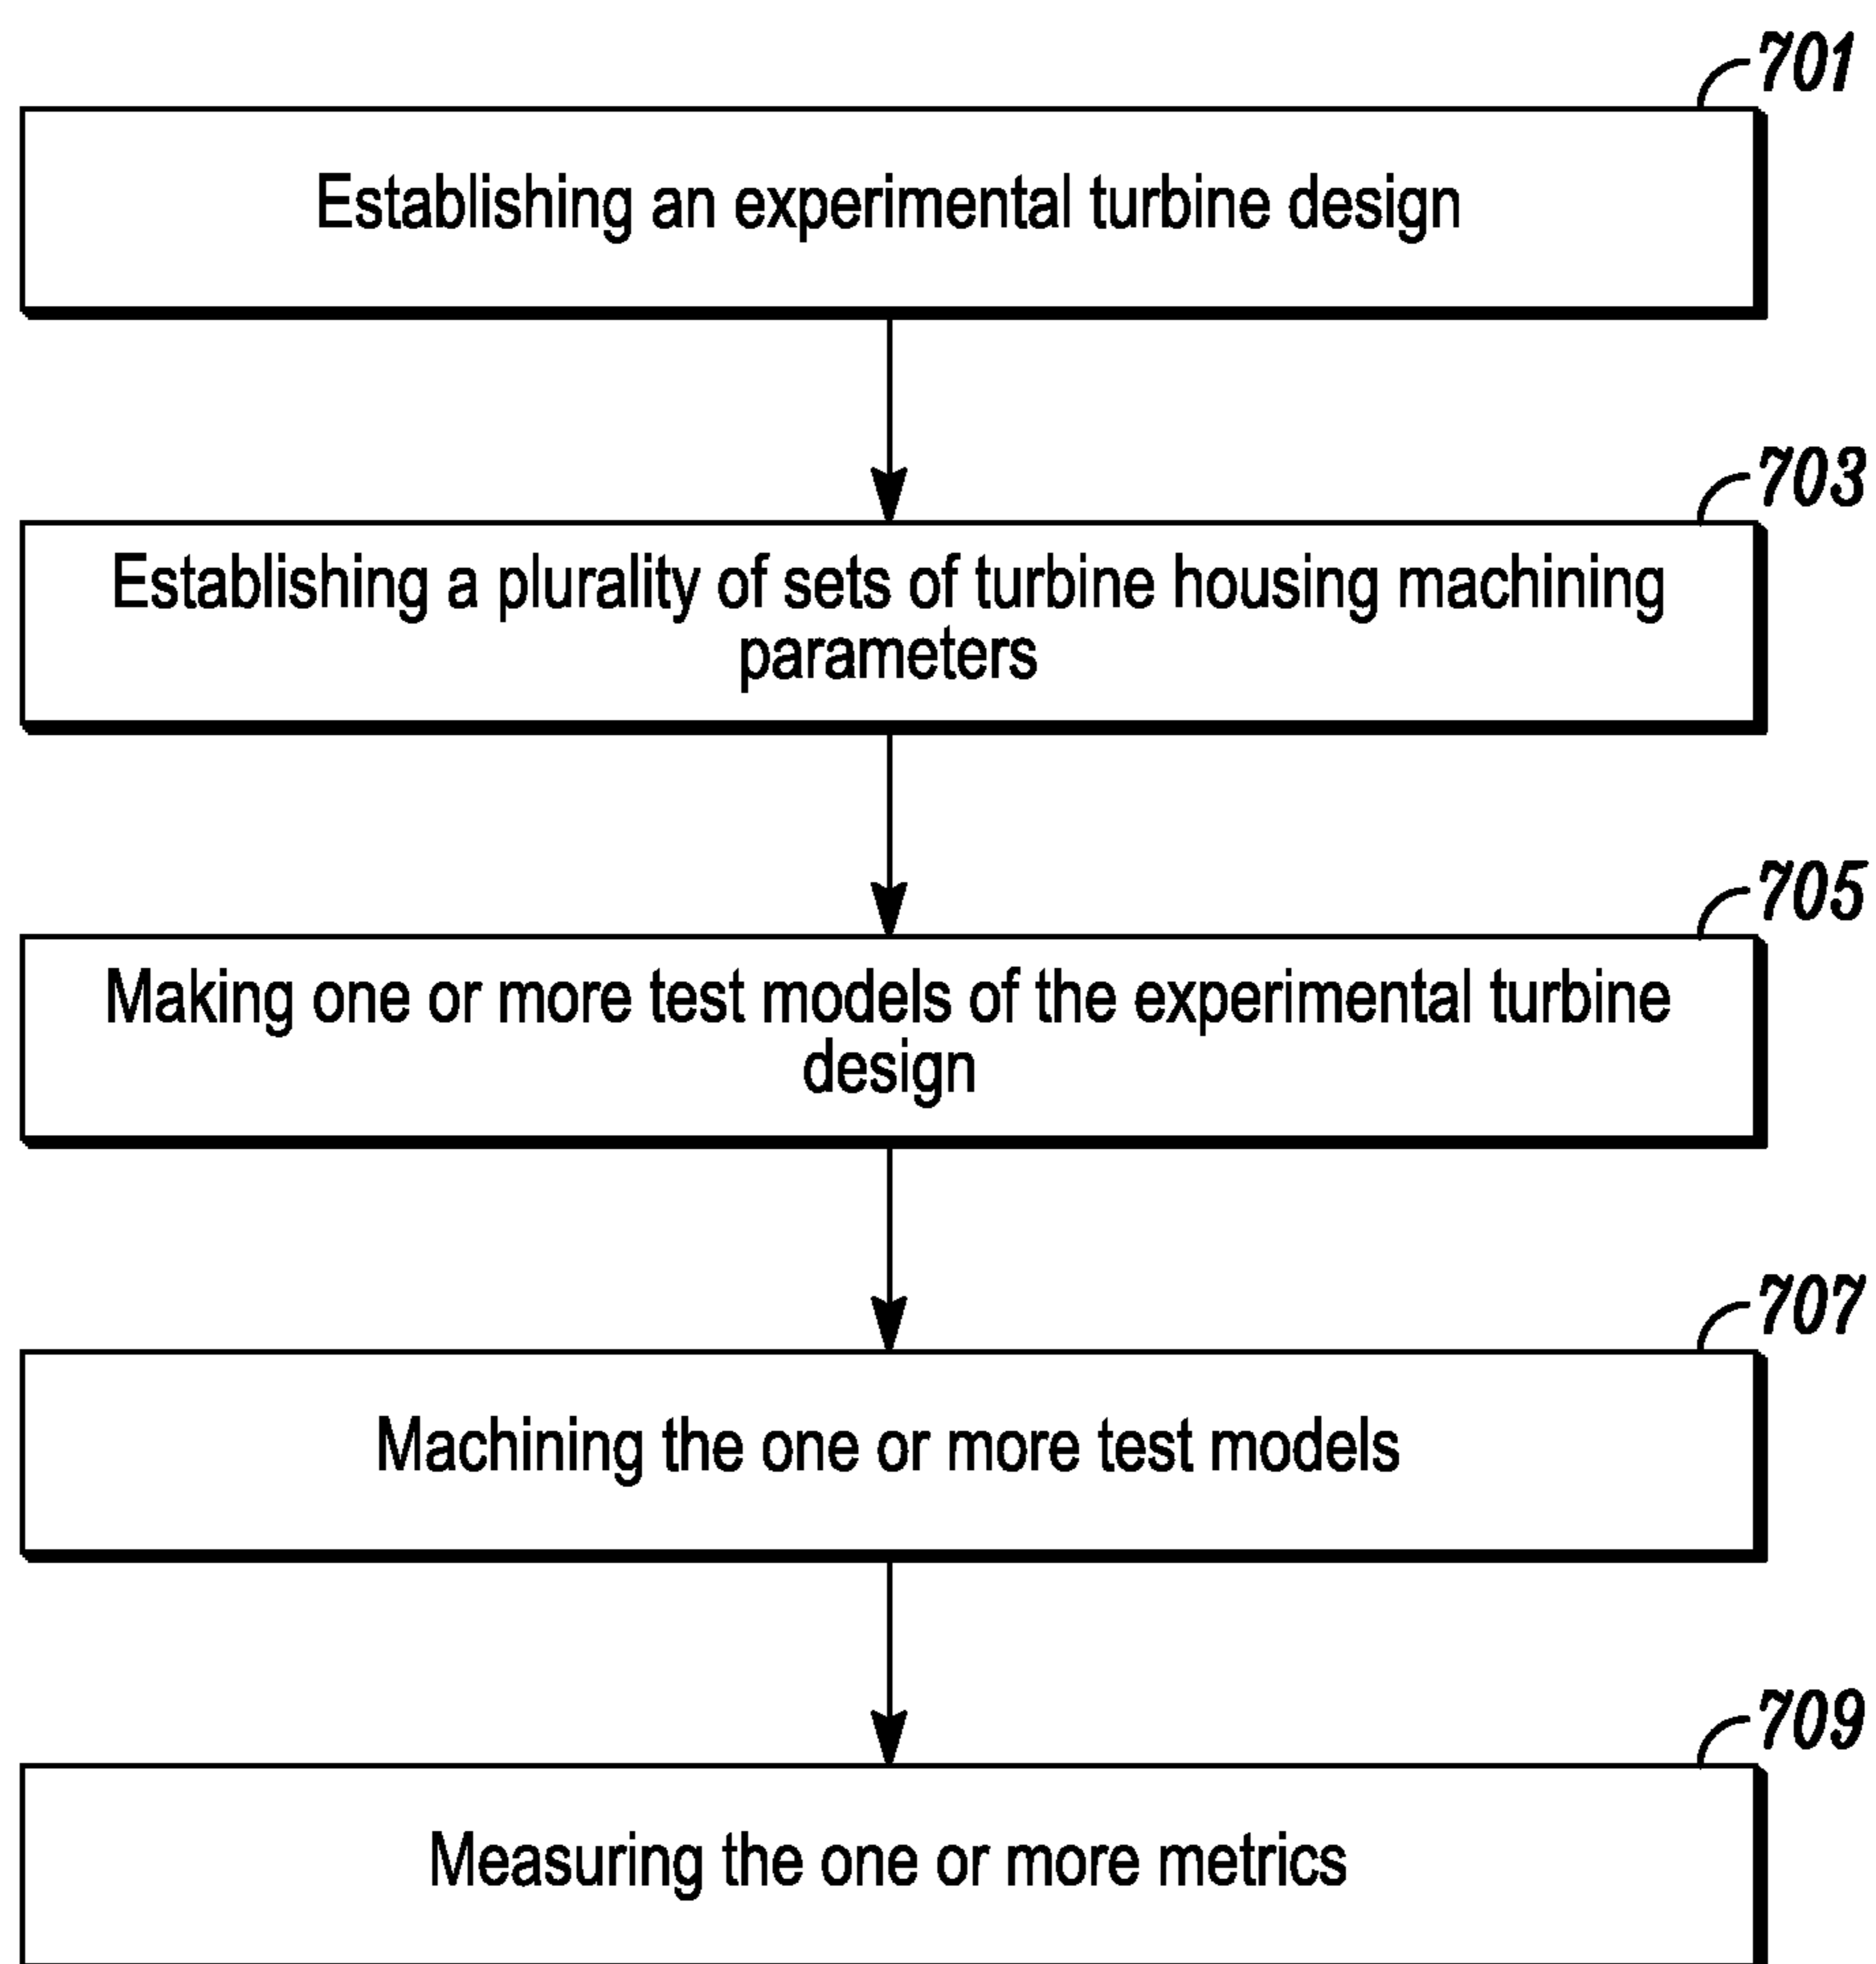 701
Establishing an experimental turbine design
703
Establishing a plurality of sets of turbine housing machining
parameters
705
Making one or more test models of the experimental turbine
design
707
Machining the one or more test models
709
Measuring the one or more metrics